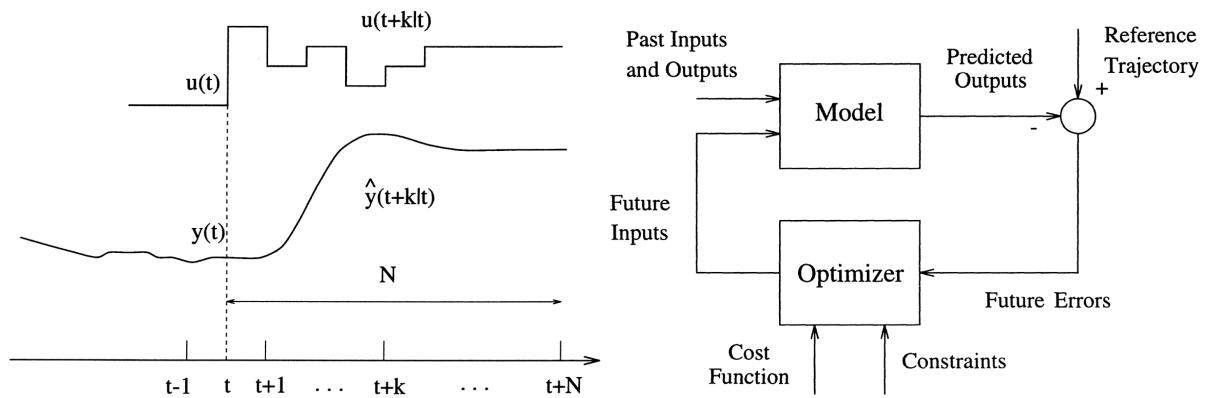 u(t+k|t)
u(t)
ŷ(t+k|t)
y(t)
N
t-1 t t+1 ... t+k ... t+N
Past Inputs
and Outputs
Model
Predicted
Outputs
Reference
Trajectory
+
-
Future
Inputs
Optimizer
Future Errors
Cost
Function
Constraints